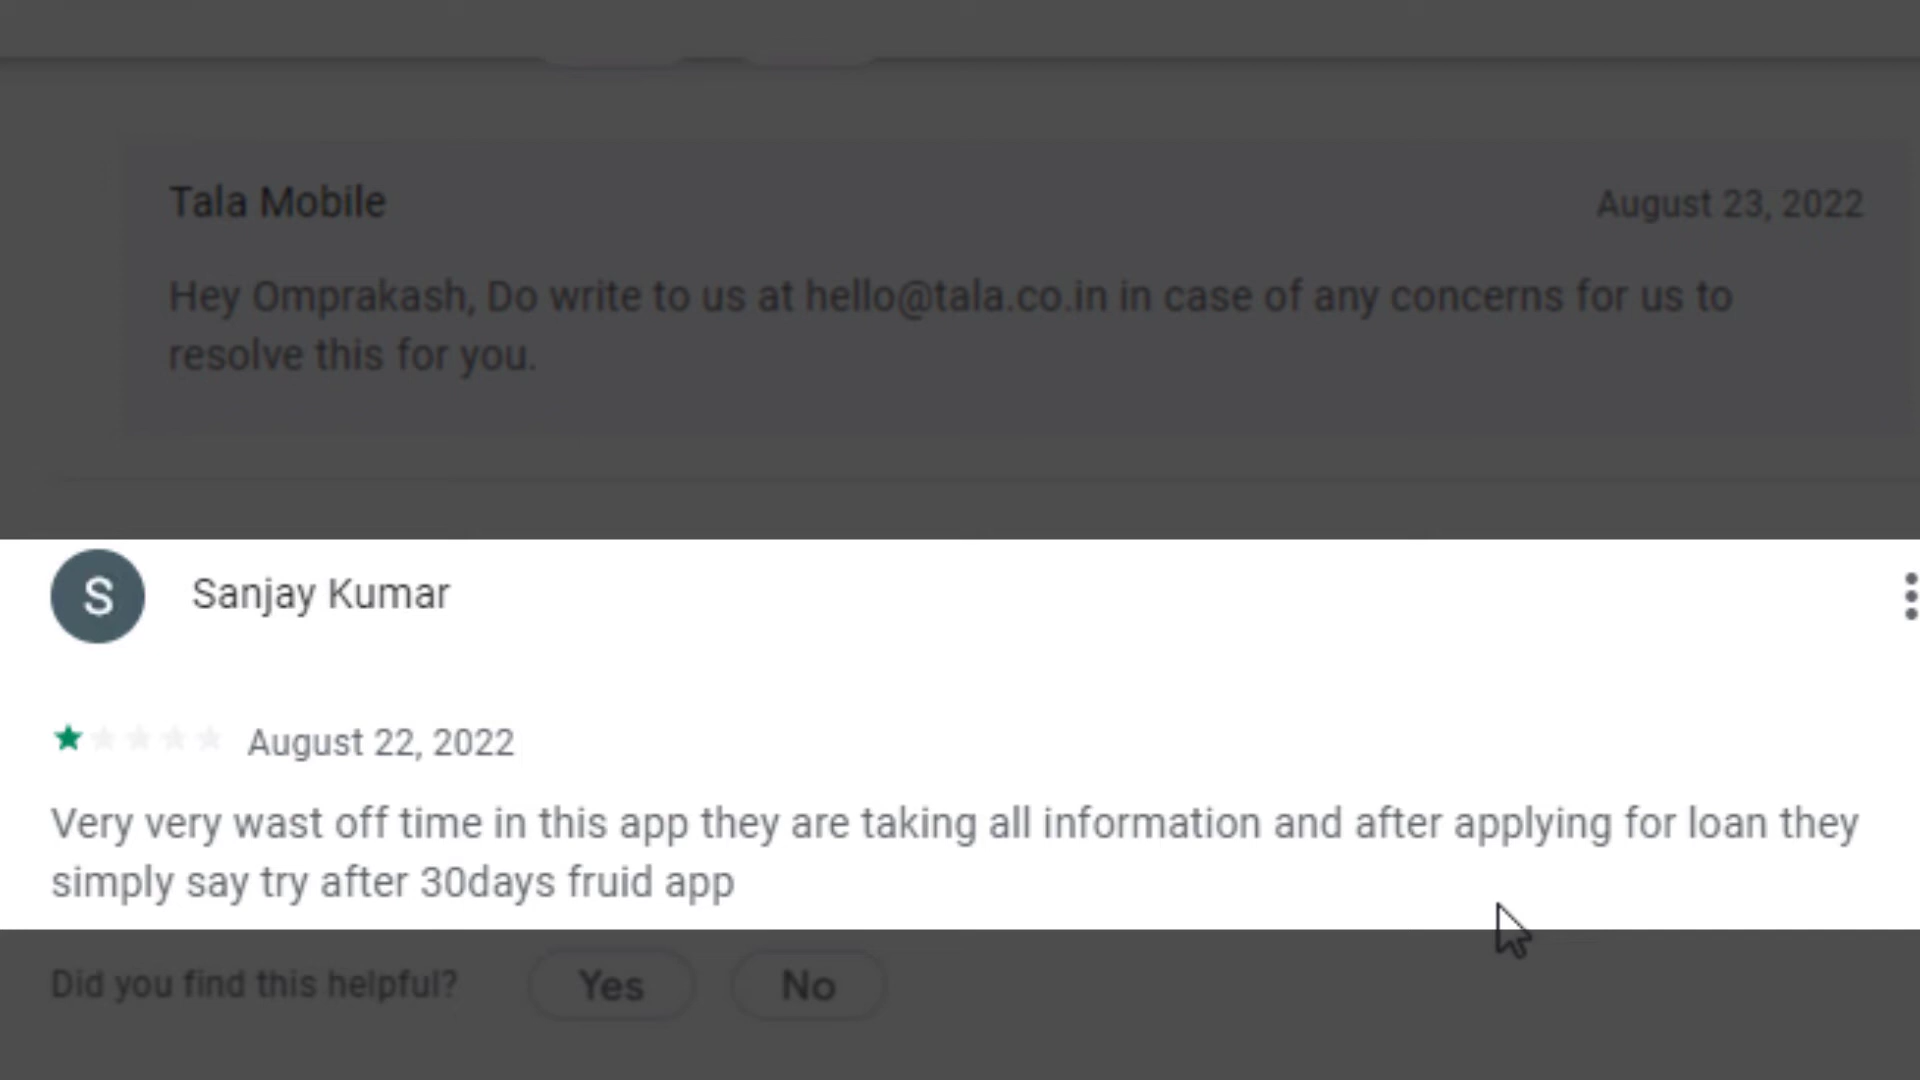 Tala Mobile
August 23, 2022
Hey Omprakash, Do write to us at hello@tala.co.in in case of any concerns for us to
resolve this for you.
S
Sanjay Kumar
August 22, 2022
Very very wast off time in this app they are taking all information and after applying for loan they
simply say try after 30days fruid app
Did you find this helpful?
Yes
No